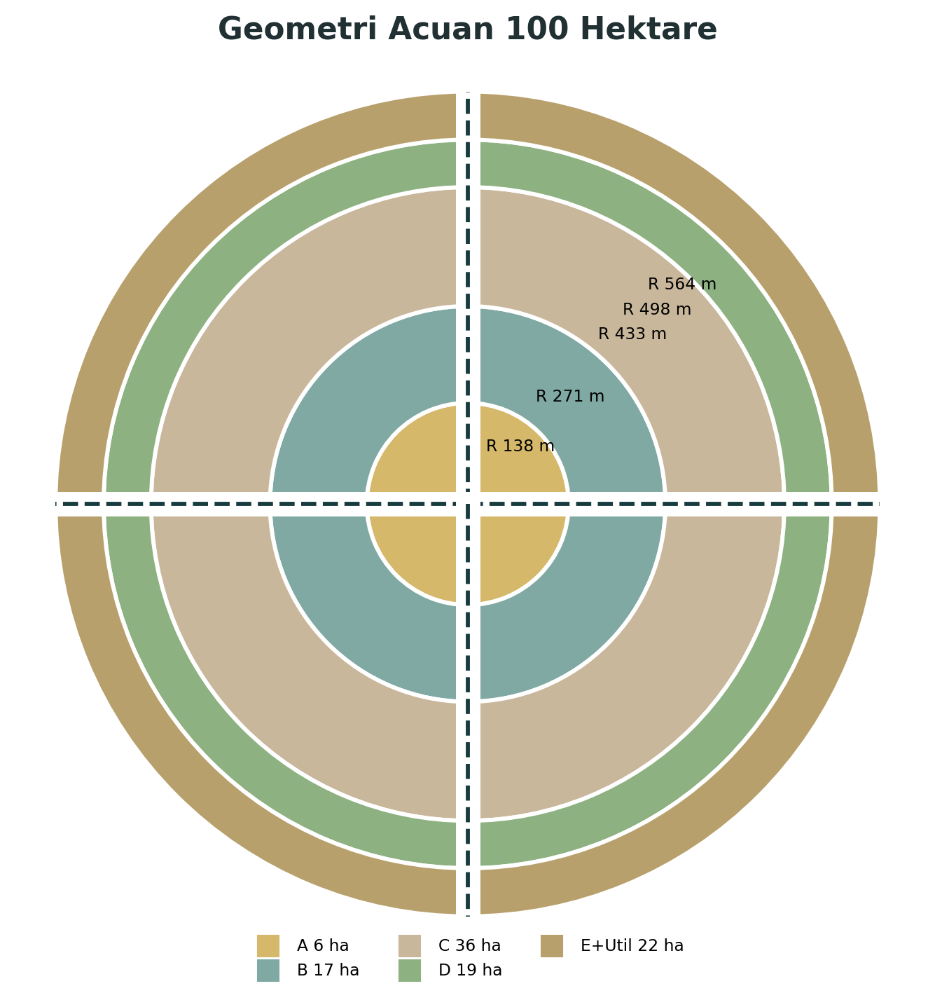 Geometri Acuan 100 Hektare
R 564 m
R 498 m
R 433 m
R 271 m
R 138 m
A 6 ha
B 17 ha
C 36 ha
D 19 ha
E+Util 22 ha